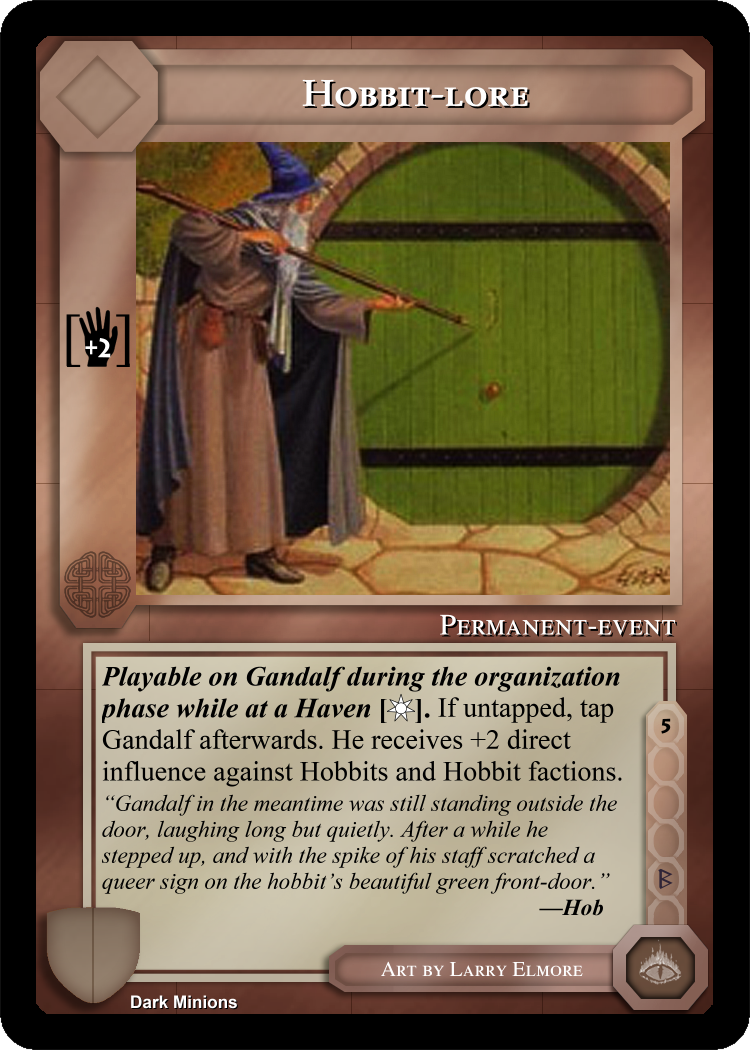 Hobbit-lore
[+2]
Permanent-event
Playable on Gandalf during the organization
phase while at a Haven [ ]. If untapped, tap
Gandalf afterwards. He receives +2 direct
influence against Hobbits and Hobbit factions.
“Gandalf in the meantime was still standing outside the
door, laughing long but quietly. After a while he
stepped up, and with the spike of his staff scratched a
queer sign on the hobbit’s beautiful green front-door.”
—Hob
5
ᛒ
Art by Larry Elmore
Dark Minions